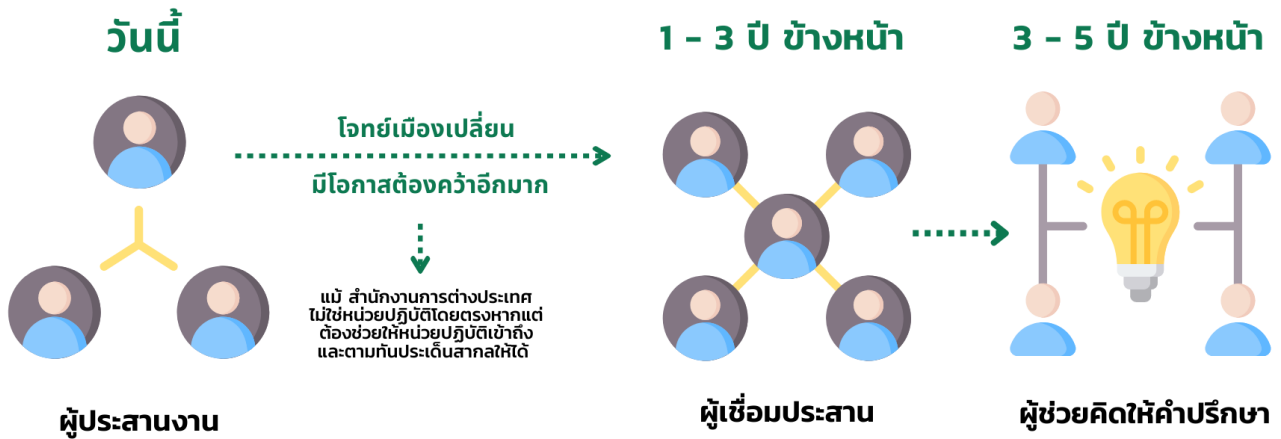 วันนี้
1 - 3 ปี ข้างหน้า
3 - 5 ปี ข้างหน้า
โจทย์เมืองเปลี่ยน
มีโอกาสต้องคว้าอีกมาก
แม้ สำนักงานการต่างประเทศ
ไม่ใช่หน่วยปฏิบัติโดยตรงหากแต่
ต้องช่วยให้หน่วยปฏิบัติเข้าถึง
และตามทันประเด็นสากลให้ได้
ผู้ประสานงาน
ผู้เชื่อมประสาน
ผู้ช่วยคิดให้คำปรึกษา